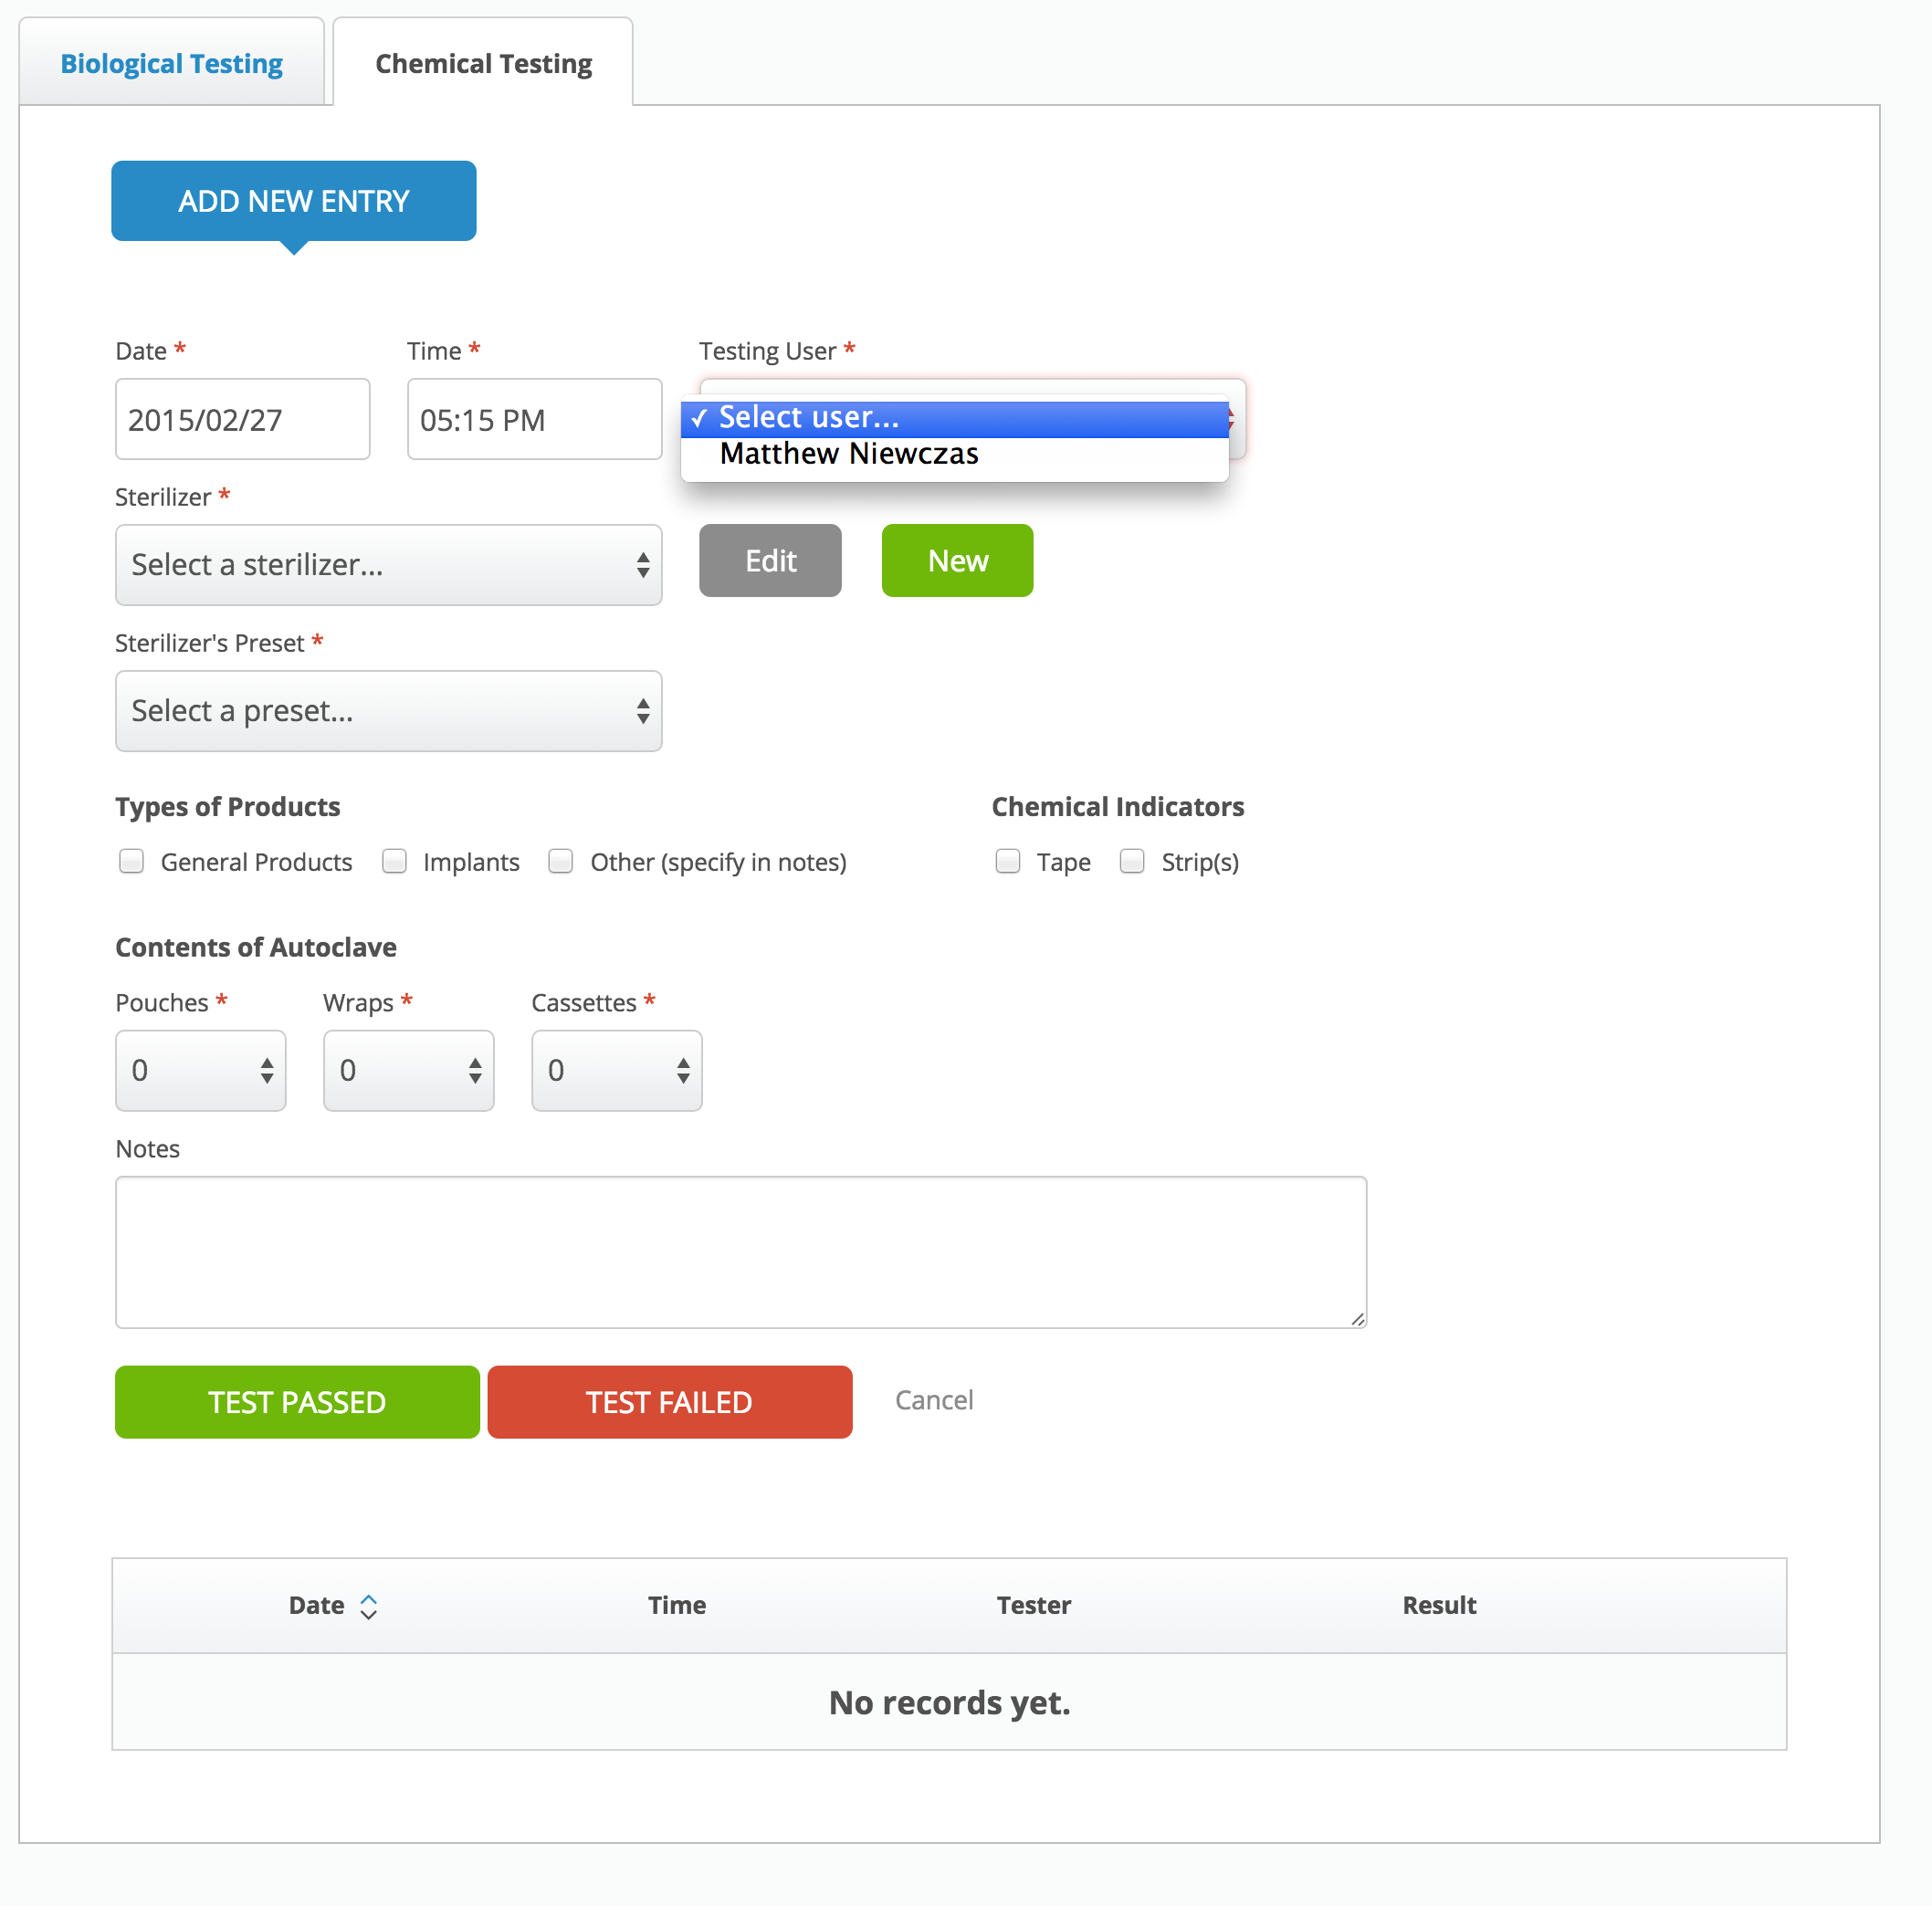 Biological Testing
Chemical Testing
ADD NEW ENTRY
Date *
Time *
Testing User *
2015/02/27
05:15 PM
✓ Select user...
Matthew Niewczas
Sterilizer *
Select a sterilizer...
Edit
New
Sterilizer's Preset *
Select a preset...
Types of Products
Chemical Indicators
General Products
Implants
Other (specify in notes)
Tape
Strip(s)
Contents of Autoclave
Pouches *
Wraps *
Cassettes *
0
0
0
Notes
TEST PASSED
TEST FAILED
Cancel
Date
Time
Tester
Result
No records yet.